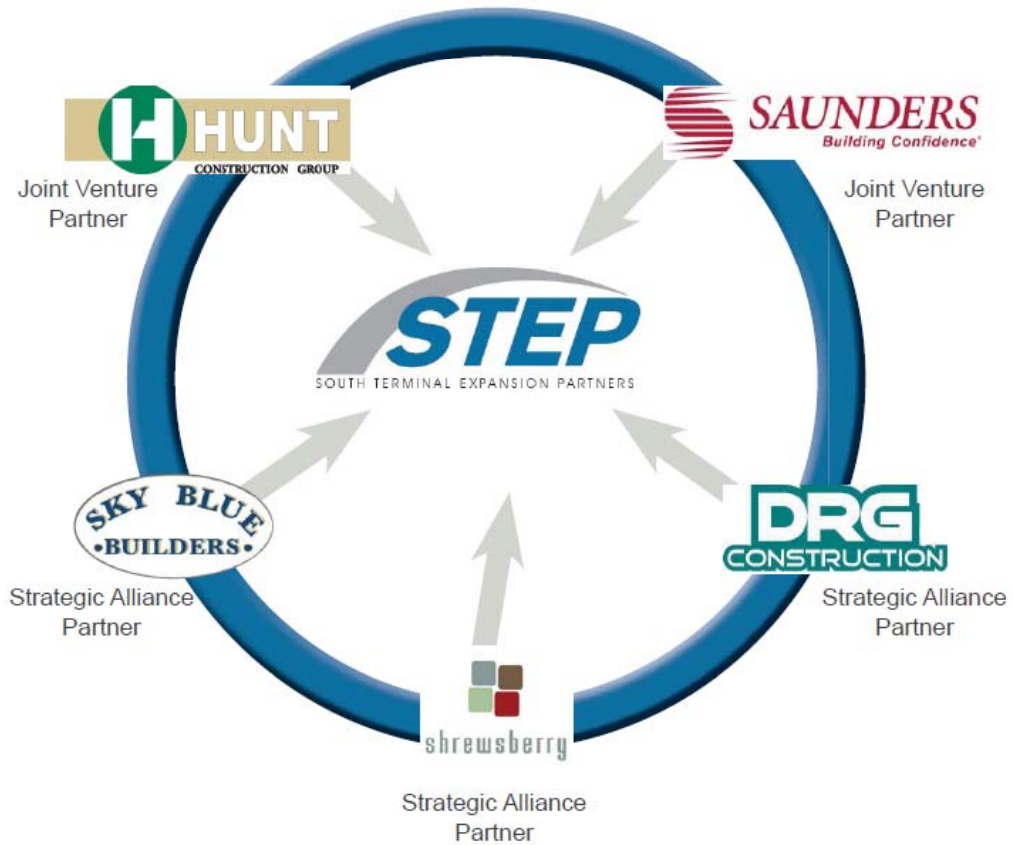 H HUNT
CONSTRUCTION GROUP
Joint Venture
Partner
SAUNDERS
Building Confidence®
Joint Venture
Partner
STEP
SOUTH TERMINAL EXPANSION PARTNERS
SKY BLUE
•BUILDERS•
Strategic Alliance
Partner
DRG
CONSTRUCTION
Strategic Alliance
Partner
shrewsberry
Strategic Alliance
Partner